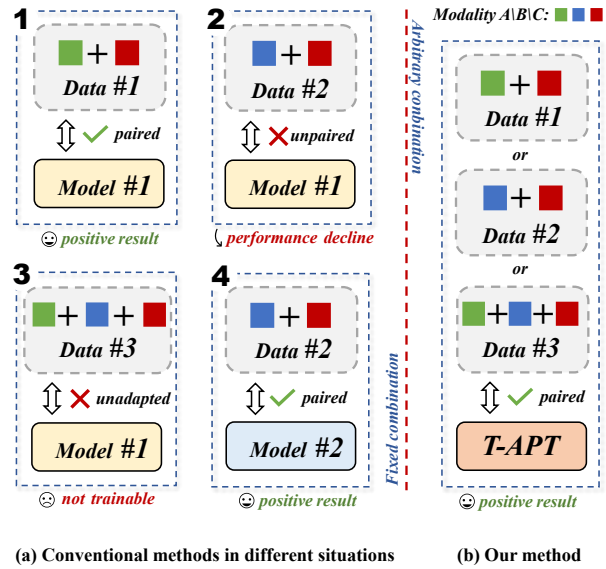 Modality A\B\C:
1
+
Data #1
paired
Model #1
positive result
2
+
Data #2
unpaired
Model #1
performance decline
3
+ +
Data #3
unadapted
Model #1
not trainable
4
+
Data #2
paired
Model #2
positive result
Arbitrary combination
Fixed combination
+
Data #1
or
+
Data #2
or
+ +
Data #3
paired
T-APT
positive result
(a) Conventional methods in different situations
(b) Our method